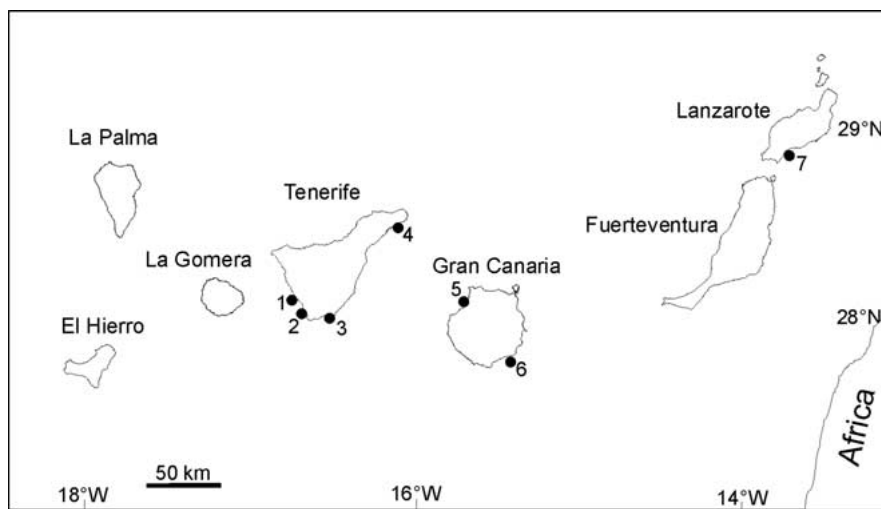 Lanzarote
29°N
La Palma
7
Tenerife
Fuerteventura
4
La Gomera
Gran Canaria
1
5
2
3
El Hierro
28°N
6
Africa
50 km
18°W
16°W
14°W